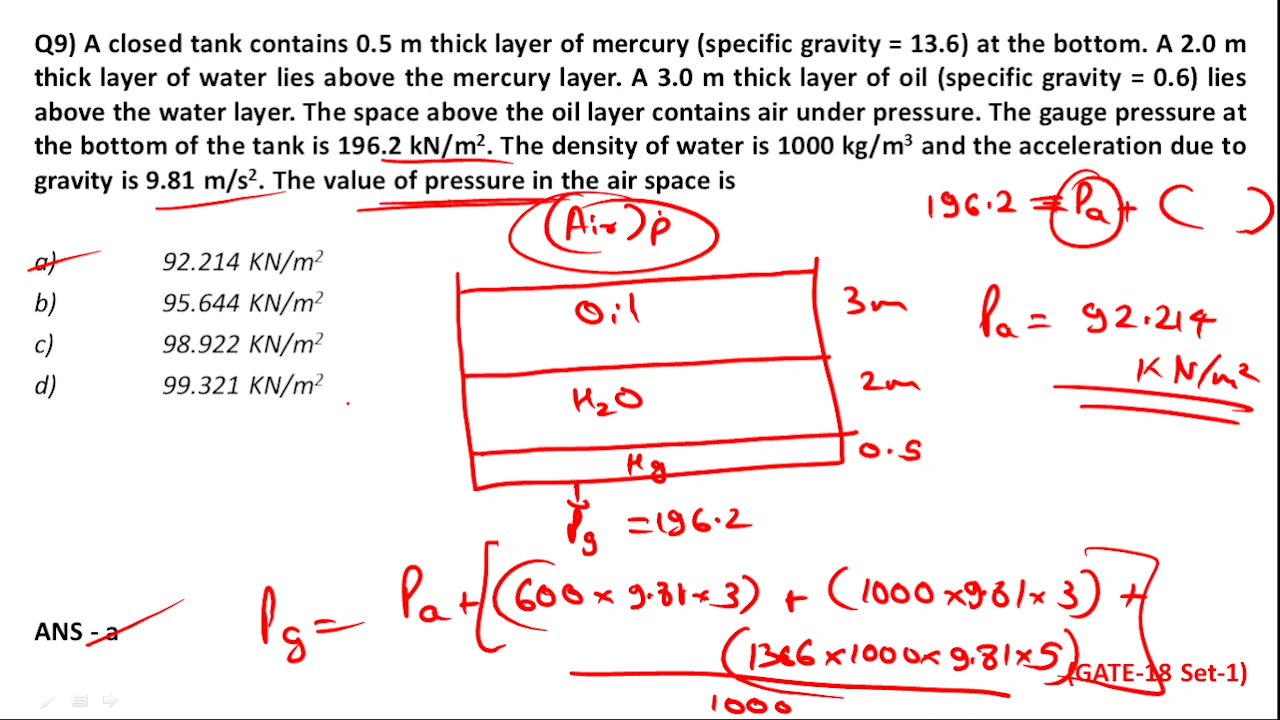 Q9) A closed tank contains 0.5 m thick layer of mercury (specific gravity = 13.6) at the bottom. A 2.0 m
thick layer of water lies above the mercury layer. A 3.0 m thick layer of oil (specific gravity = 0.6) lies
above the water layer. The space above the oil layer contains air under pressure. The gauge pressure at
the bottom of the tank is 196.2 kN/m². The density of water is 1000 kg/m³ and the acceleration due to
gravity is 9.81 m/s². The value of pressure in the air space is
196.2 = Pa + ( )
(Air) P
a) 92.214 KN/m²
b) 95.644 KN/m²
c) 98.922 KN/m²
d) 99.321 KN/m²
Oil 3m
Pa = 92.214
KN/m²
H₂O 2m
Hg 0.5
Pg = 196.2
Pg = Pa + [(600 × 9.81 × 3) + (1000 × 9.81 × 3) +
ANS - a
(1366 × 1000 × 9.81 × 5)]
1000
(GATE-18 Set-1)